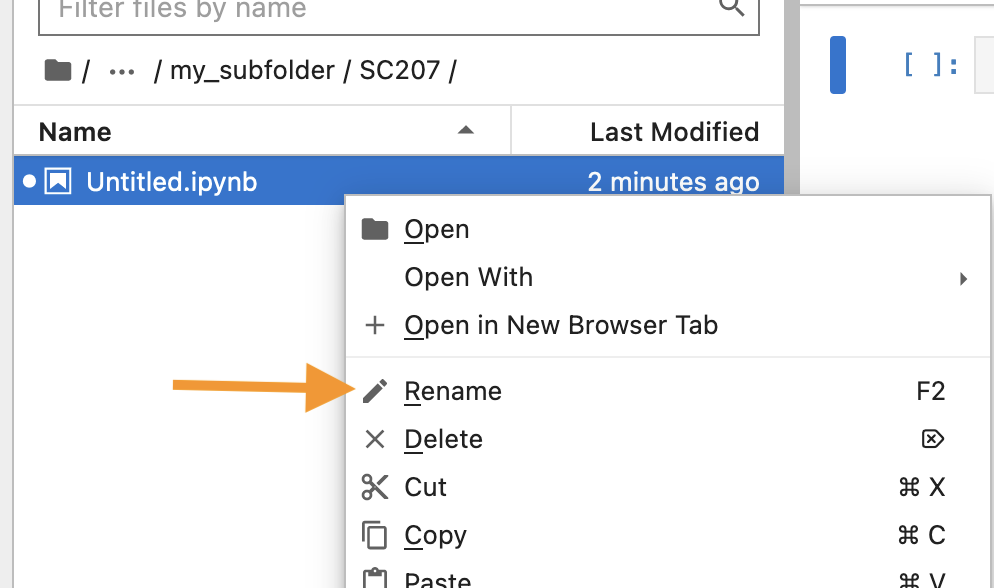 Filter files by name
/ ... / my_subfolder / SC207 /
Name Last Modified
Untitled.ipynb 2 minutes ago
Open
Open With
Open in New Browser Tab
Rename F2
Delete
Cut ⌘ X
Copy ⌘ C
Paste ⌘ V
[ ]: